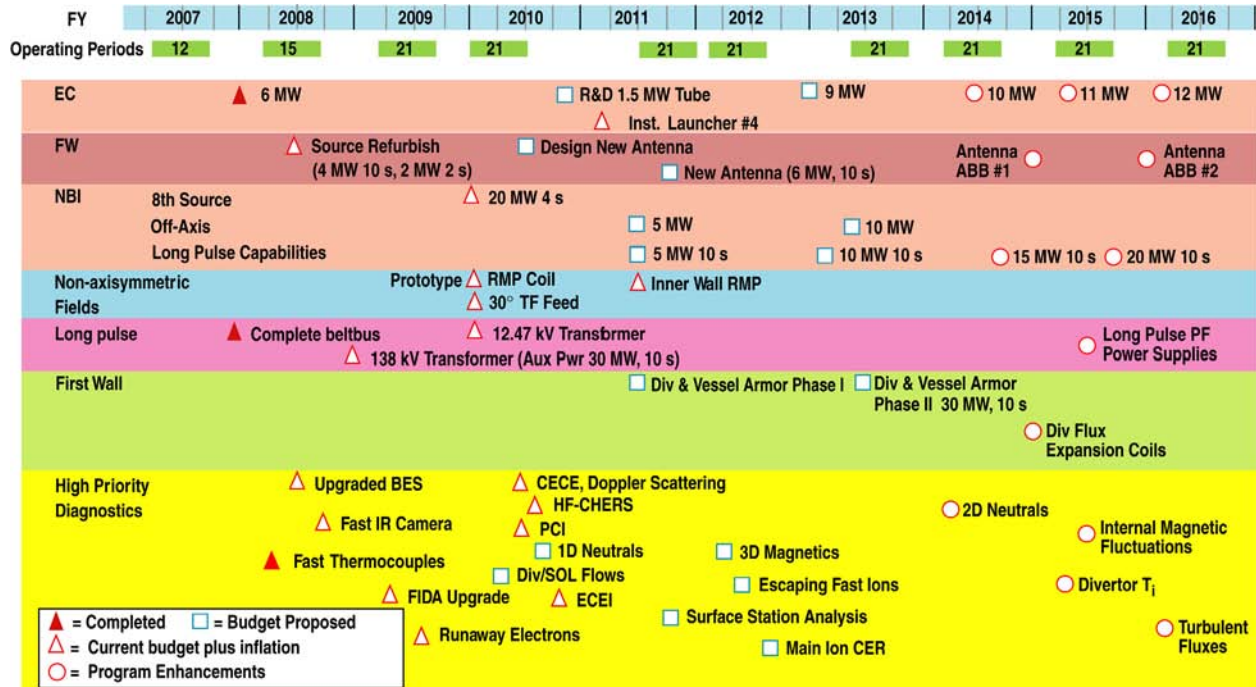 FY 2007 2008 2009 2010 2011 2012 2013 2014 2015 2016
Operating Periods 12 15 21 21 21 21 21 21 21 21
EC 6 MW R&D 1.5 MW Tube 9 MW 10 MW 11 MW 12 MW
Inst. Launcher #4
FW Source Refurbish Design New Antenna Antenna Antenna
(4 MW 10 s, 2 MW 2 s) New Antenna (6 MW, 10 s) ABB #1 ABB #2
NBI 8th Source 20 MW 4 s
Off-Axis 5 MW 10 MW
Long Pulse Capabilities 5 MW 10 s 10 MW 10 s 15 MW 10 s 20 MW 10 s
Non-axisymmetric Prototype RMP Coil Inner Wall RMP
Fields 30° TF Feed
Long pulse Complete beltbus 12.47 kV Transformer Long Pulse PF
138 kV Transformer (Aux Pwr 30 MW, 10 s) Power Supplies
First Wall Div & Vessel Armor Phase I Div & Vessel Armor
Phase II 30 MW, 10 s
Div Flux
Expansion Coils
High Priority Upgraded BES CECE, Doppler Scattering
Diagnostics HF-CHERS 2D Neutrals
Fast IR Camera PCI Internal Magnetic
Fluctuations
Fast Thermocouples 1D Neutrals 3D Magnetics
Div/SOL Flows Escaping Fast Ions Divertor Ti
FIDA Upgrade ECEI
Surface Station Analysis
Runaway Electrons Turbulent
Fluxes
Main Ion CER
= Completed = Budget Proposed
= Current budget plus inflation
= Program Enhancements